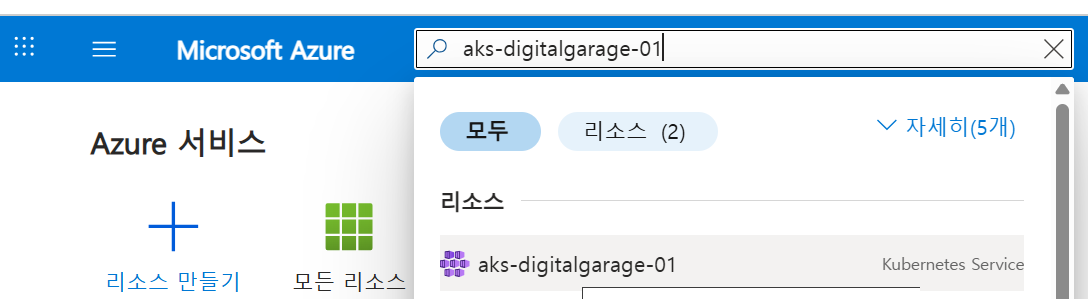 Microsoft Azure
aks-digitalgarage-01
모두
리소스 (2)
자세히(5개)
Azure 서비스
리소스
리소스 만들기
모든 리소스
aks-digitalgarage-01
Kubernetes Service